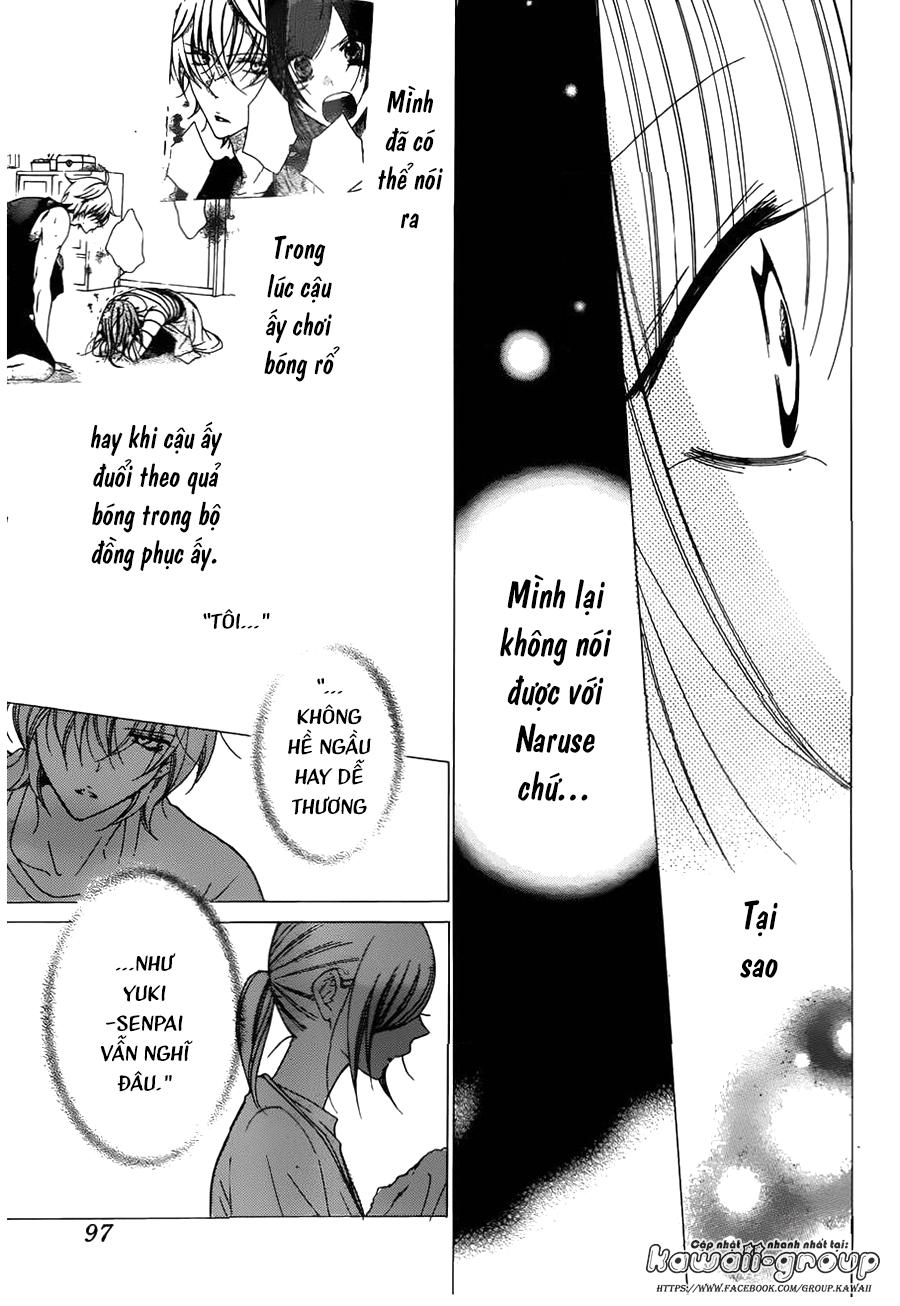 Tại
sao
Mình lại
không nói
được với
Naruse
chứ...
Mình
đã có
thể nói
ra
Trong
lúc cậu
ấy chơi
bóng rổ
hay khi cậu ấy
đuổi theo quả
bóng trong bộ
đồng phục ấy.
"TÔI..."
"...
KHÔNG
HỀ NGẦU
HAY DỄ
THƯƠNG
...NHƯ
YUKI
-SENPAI
VẪN NGHĨ
ĐÂU."
97
Cập nhật nhanh nhất tại:
kawaii-group
HTTPS://WWW.FACEBOOK.COM/GROUP.KAWAII